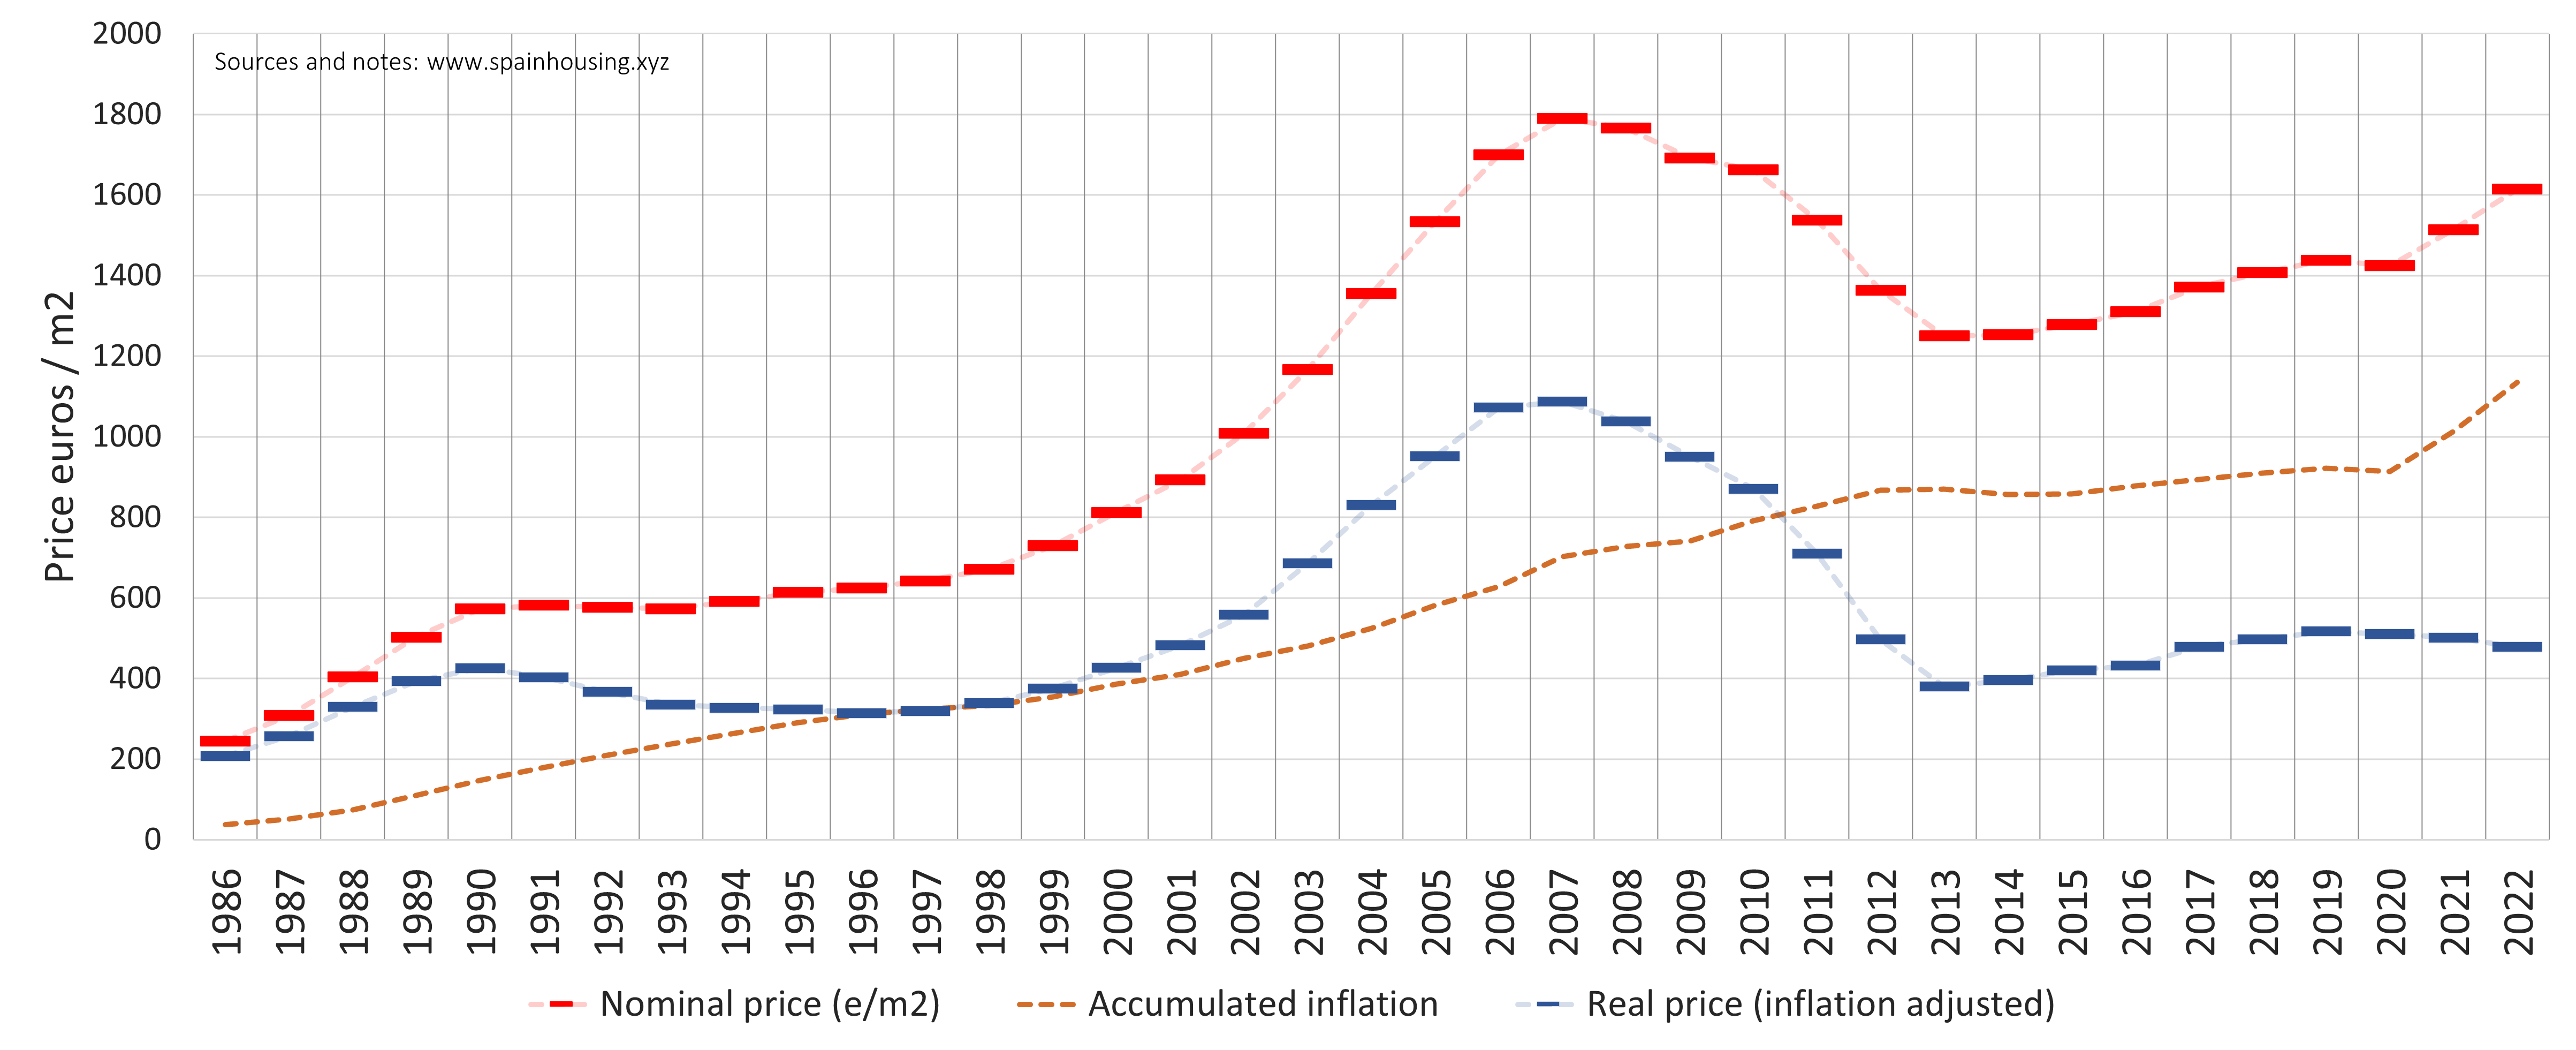 2000
Sources and notes: www.spainhousing.xyz
1800
1600
1400
1200
1000
800
600
400
200
0
Price euros / m2
1986 1987 1988 1989 1990 1991 1992 1993 1994 1995 1996 1997 1998 1999 2000 2001 2002 2003 2004 2005 2006 2007 2008 2009 2010 2011 2012 2013 2014 2015 2016 2017 2018 2019 2020 2021 2022
Nominal price (e/m2) Accumulated inflation Real price (inflation adjusted)